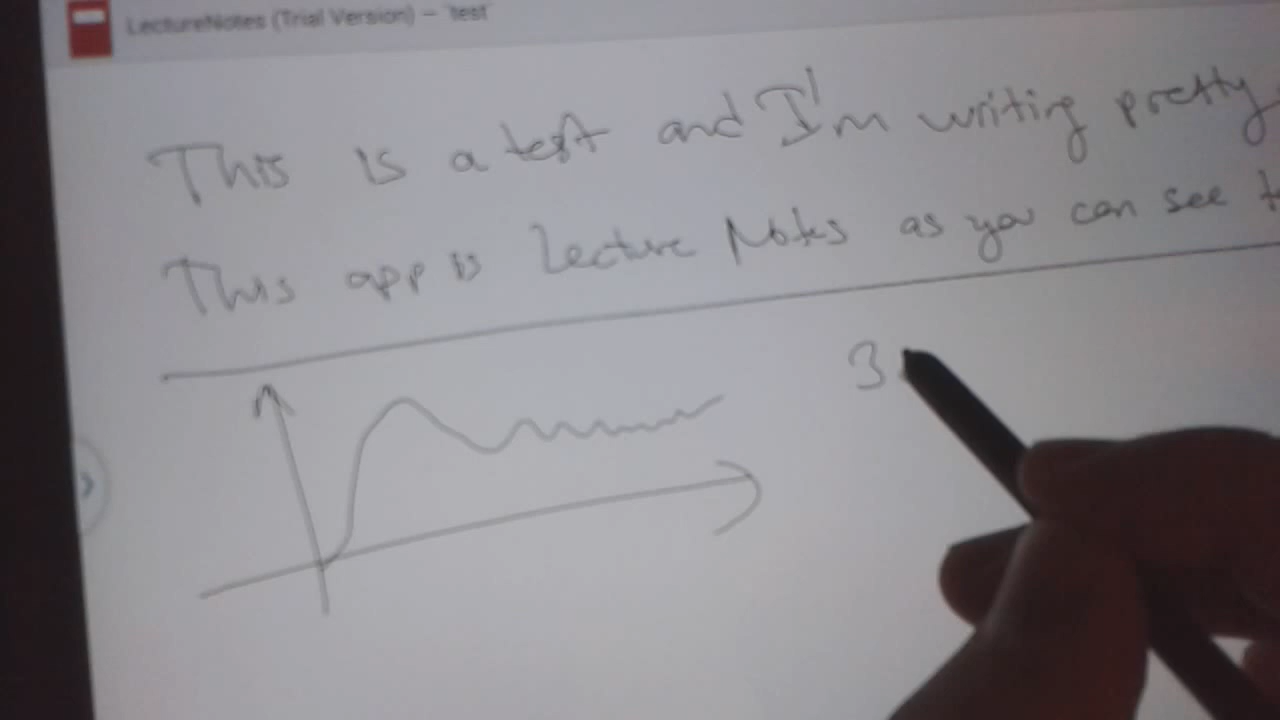 LectureNotes (Trial Version) – "test"
This is a test and I'm writing pretty
This app is Lecture Notes as you can see
3